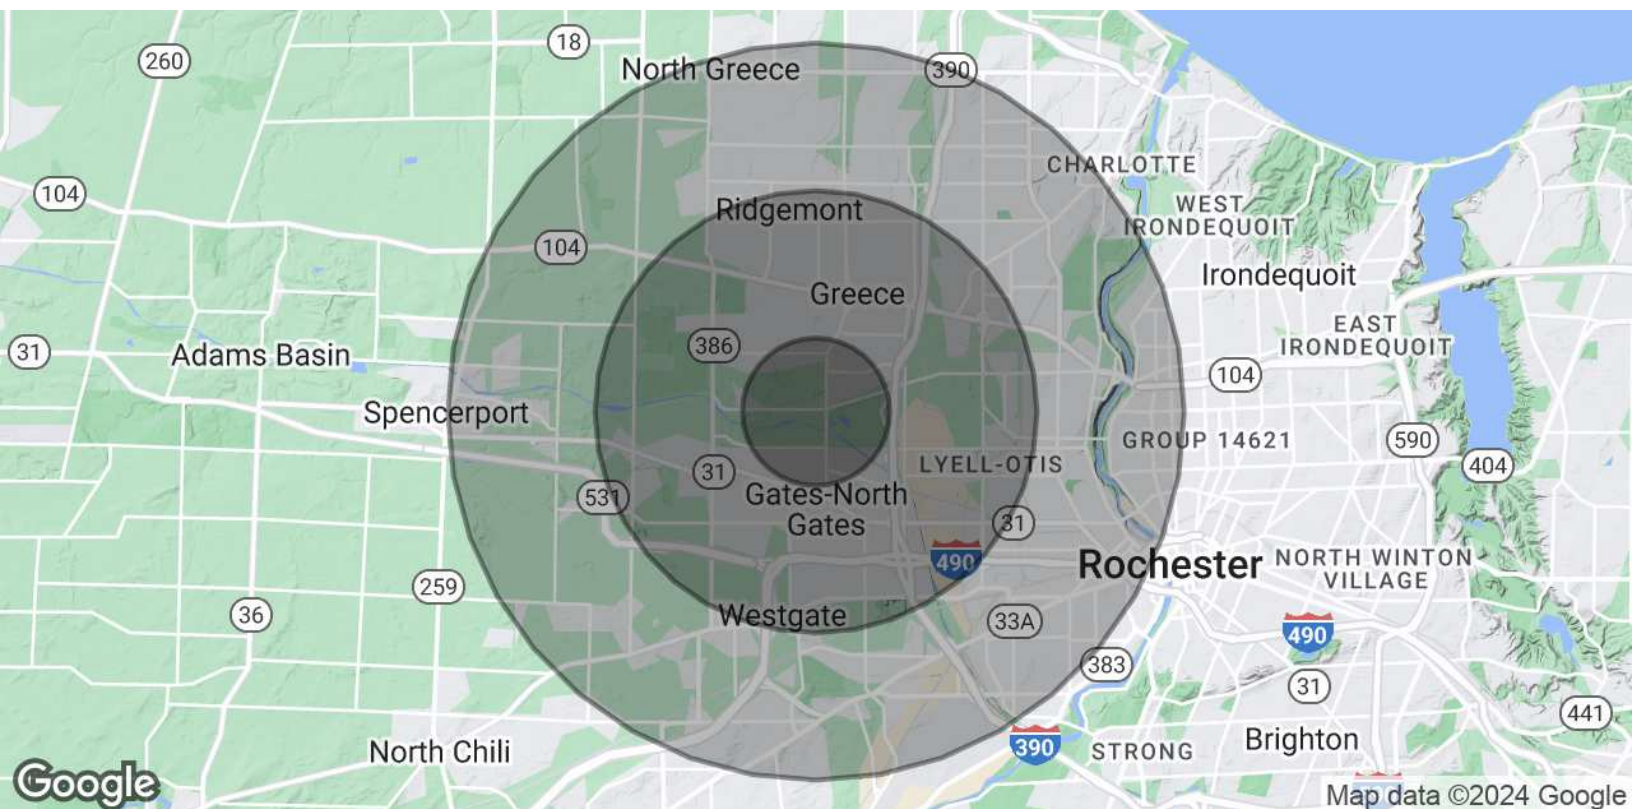 18
260
North Greece
390
CHARLOTTE
104
WEST
IRONDEQUOIT
Ridgemont
104
Irondequoit
Greece
EAST
IRONDEQUOIT
386
31
Adams Basin
104
Spencerport
GROUP 14621
590
LYELL-OTIS
404
31
531
Gates-North
Gates
31
490
Rochester
NORTH WINTON
VILLAGE
259
36
Westgate
33A
490
383
31
441
North Chili
390
STRONG
Brighton
Google
Map data ©2024 Google